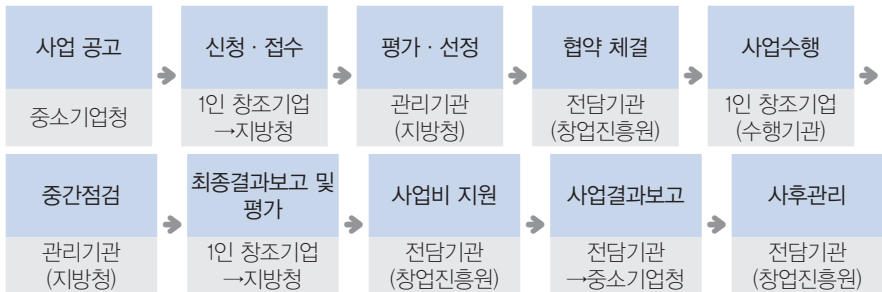 사업 공고
신청 · 접수
평가 · 선정
협약 체결
사업수행
중소기업청
1인 창조기업
→지방청
관리기관
(지방청)
전담기관
(창업진흥원)
1인 창조기업
(수행기관)
중간점검
최종결과보고 및
평가
사업비 지원
사업결과보고
사후관리
관리기관
(지방청)
1인 창조기업
→지방청
전담기관
(창업진흥원)
전담기관
→중소기업청
전담기관
(창업진흥원)